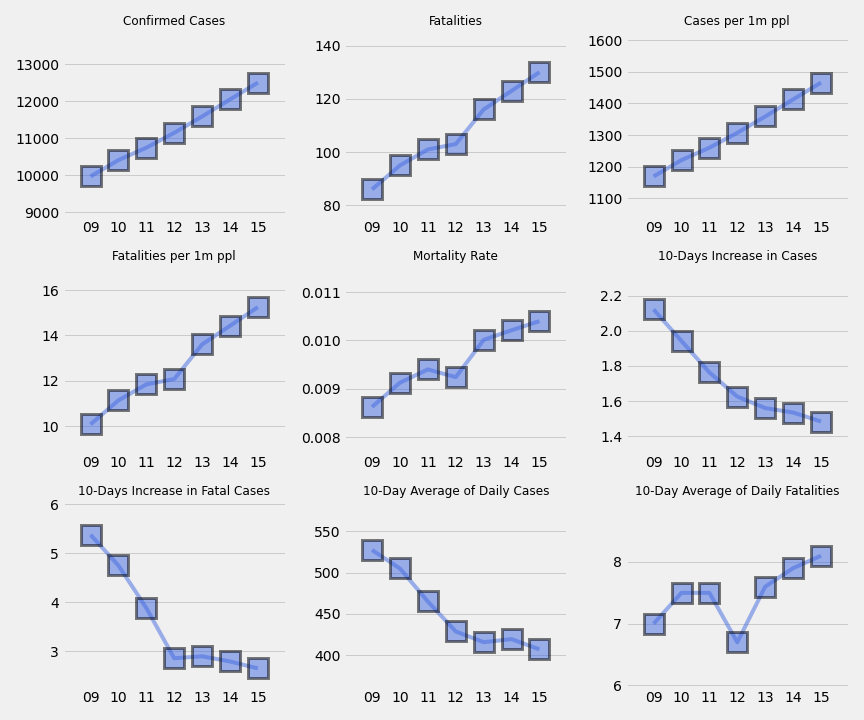 Confirmed Cases
13000
12000
11000
10000
9000
09 10 11 12 13 14 15
Fatalities
140
120
100
80
09 10 11 12 13 14 15
Cases per 1m ppl
1600
1500
1400
1300
1200
1100
09 10 11 12 13 14 15
Fatalities per 1m ppl
16
14
12
10
09 10 11 12 13 14 15
Mortality Rate
0.011
0.010
0.009
0.008
09 10 11 12 13 14 15
10-Days Increase in Cases
2.2
2.0
1.8
1.6
1.4
09 10 11 12 13 14 15
10-Days Increase in Fatal Cases
6
5
4
3
09 10 11 12 13 14 15
10-Day Average of Daily Cases
550
500
450
400
09 10 11 12 13 14 15
10-Day Average of Daily Fatalities
8
7
6
09 10 11 12 13 14 15